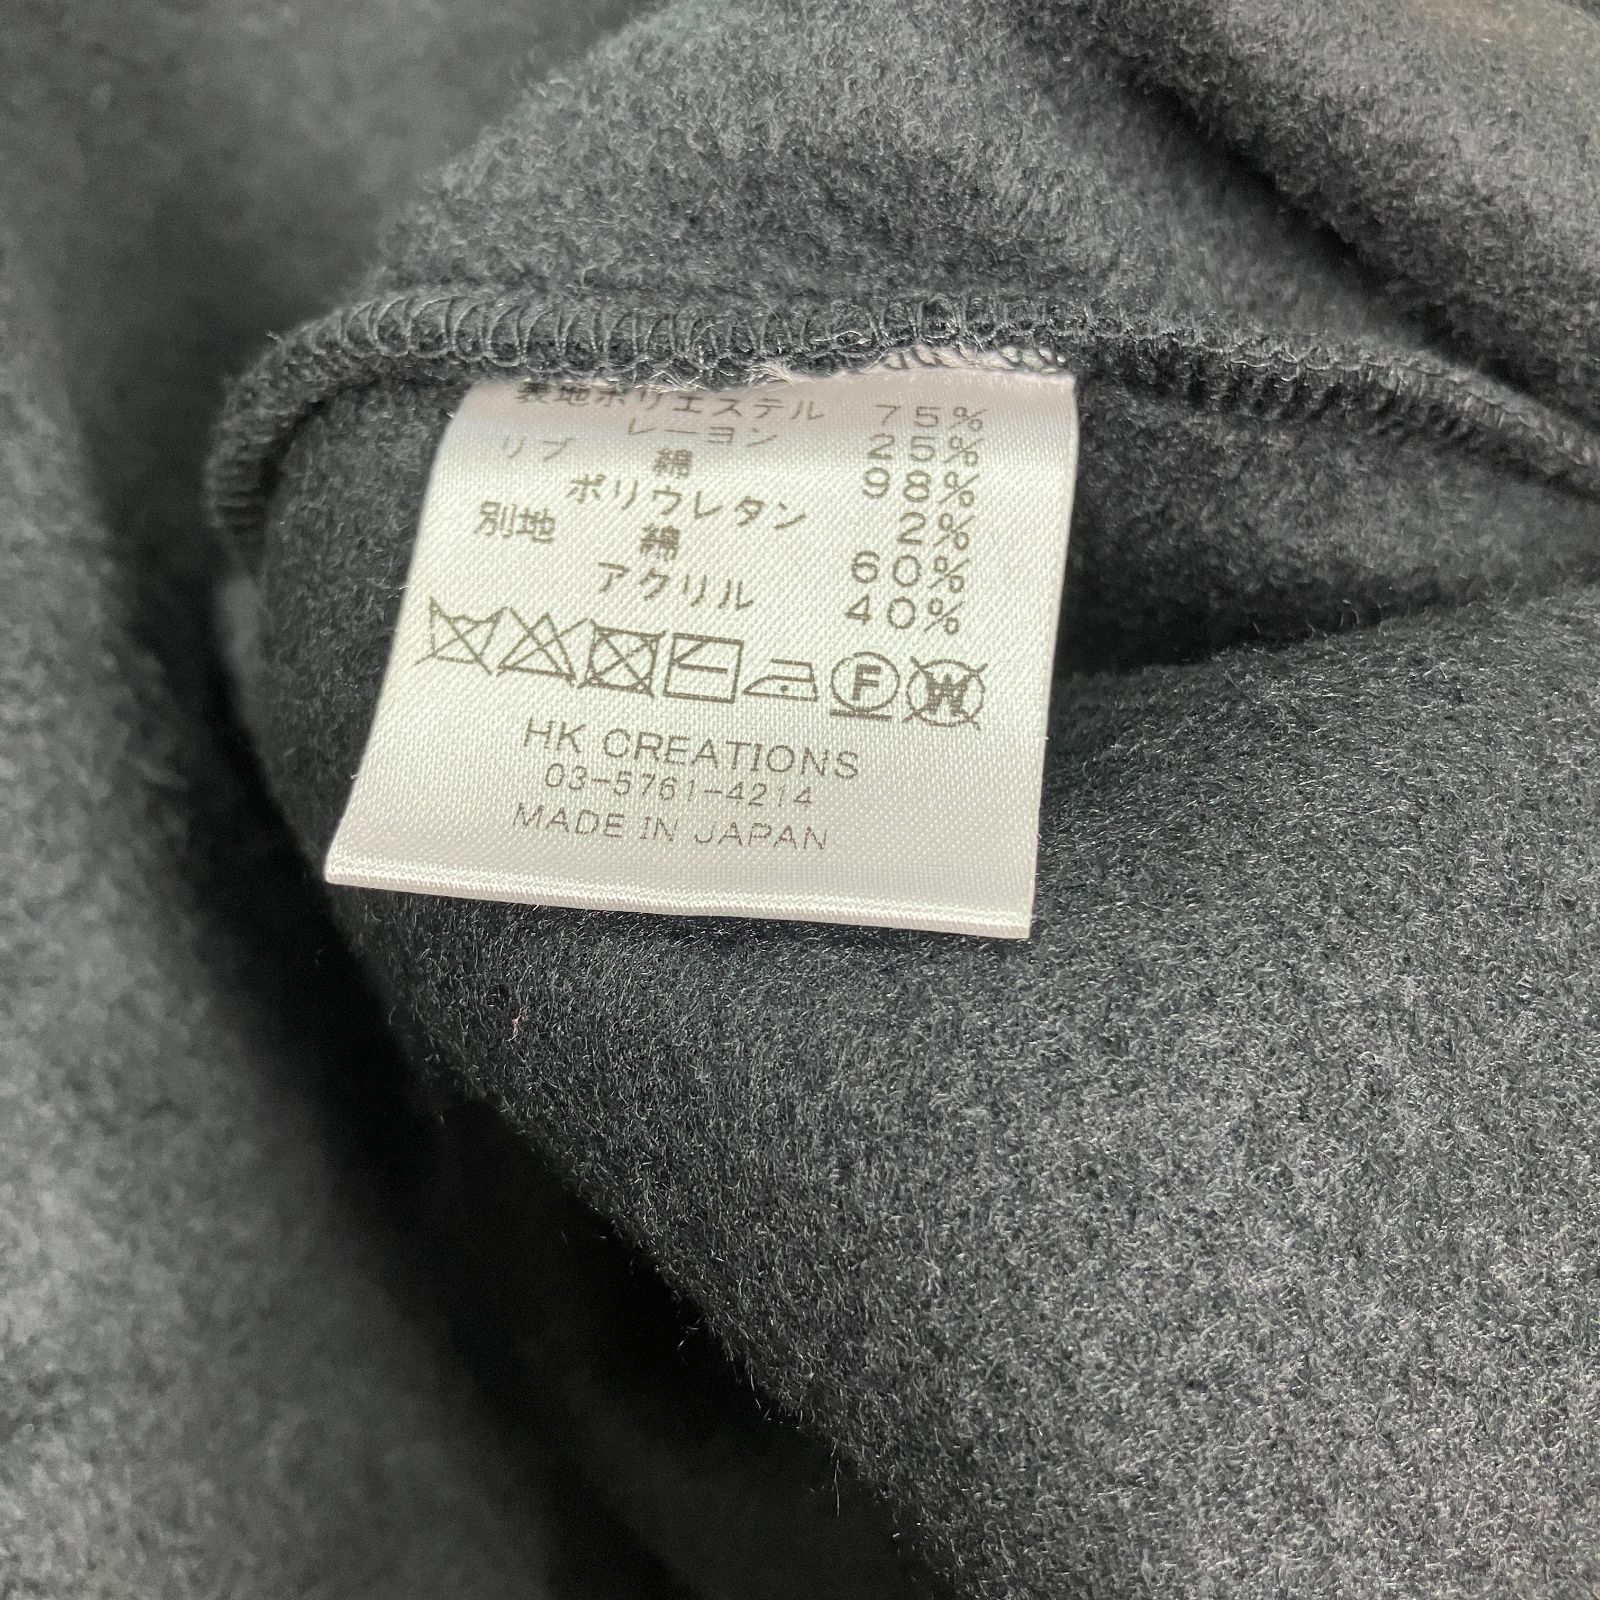 表地ポリエステル 75%
レーヨン 25%
リブ 綿 98%
ポリウレタン 2%
別地 綿 60%
アクリル 40%
F W
HK CREATIONS
03-5761-4214
MADE IN JAPAN